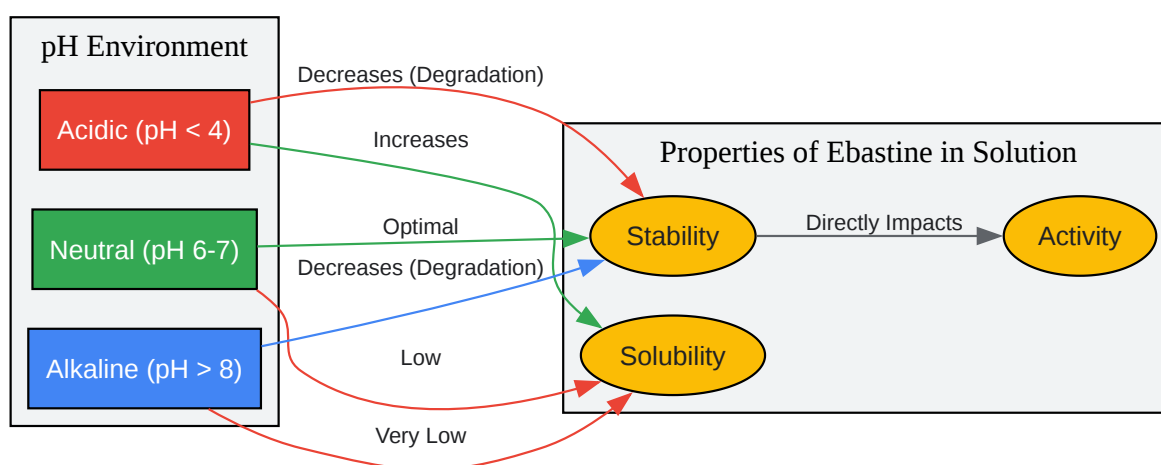 pH Environment
Acidic (pH < 4)
Neutral (pH 6-7)
Alkaline (pH > 8)
Decreases (Degradation)
Increases
Optimal
Decreases (Degradation)
Low
Very Low
Properties of Ebastine in Solution
Stability
Directly Impacts
Activity
Solubility